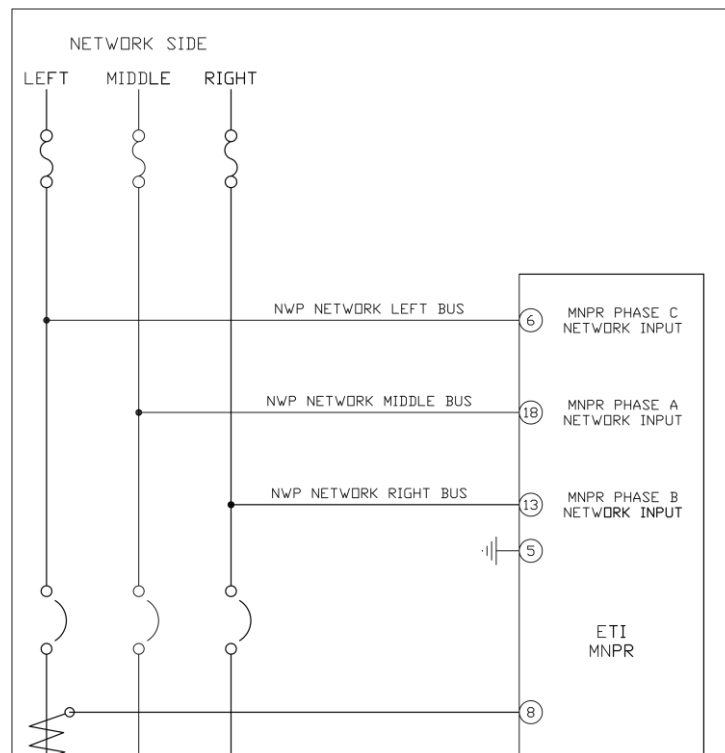 NETWORK SIDE
LEFT MIDDLE RIGHT
NWP NETWORK LEFT BUS
6
MNPR PHASE C
NETWORK INPUT
NWP NETWORK MIDDLE BUS
18
MNPR PHASE A
NETWORK INPUT
NWP NETWORK RIGHT BUS
13
MNPR PHASE B
NETWORK INPUT
5
ETI
MNPR
8